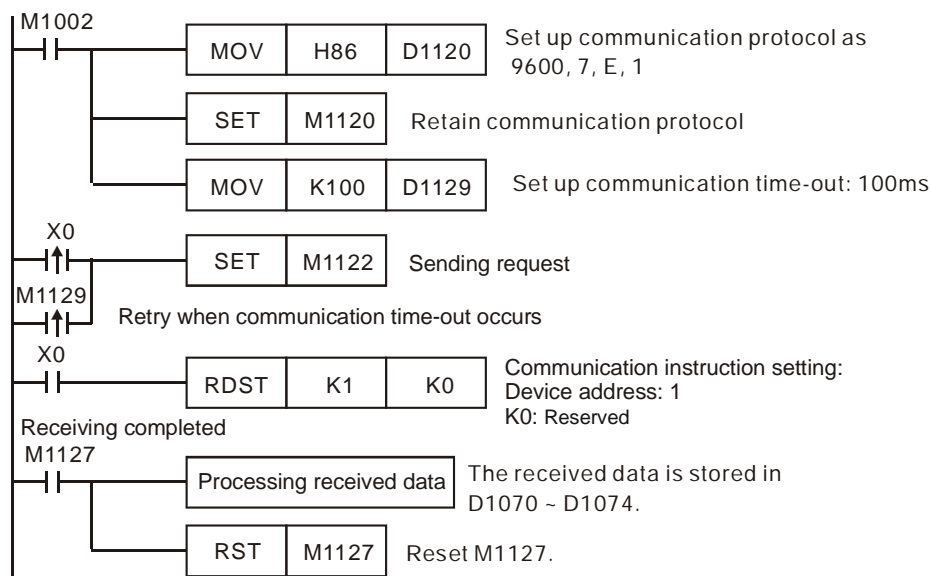 M1002
MOV H86 D1120 Set up communication protocol as
9600, 7, E, 1
SET M1120 Retain communication protocol
MOV K100 D1129 Set up communication time-out: 100ms
X0
SET M1122 Sending request
M1129
Retry when communication time-out occurs
X0
RDST K1 K0 Communication instruction setting:
Device address: 1
K0: Reserved
Receiving completed
M1127
Processing received data The received data is stored in
D1070 ~ D1074.
RST M1127 Reset M1127.